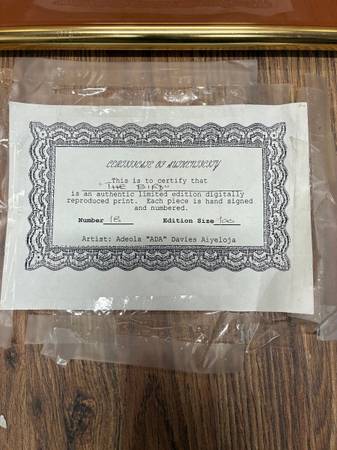 CERTIFICATE OF AUTHENTICITY
This is to certify that
"THE BIRD"
is an authentic limited edition digitally
reproduced print. Each piece is hand signed
and numbered.
Number 18 Edition Size 700
Artist: Adeola "ADA" Davies Aiyeloja